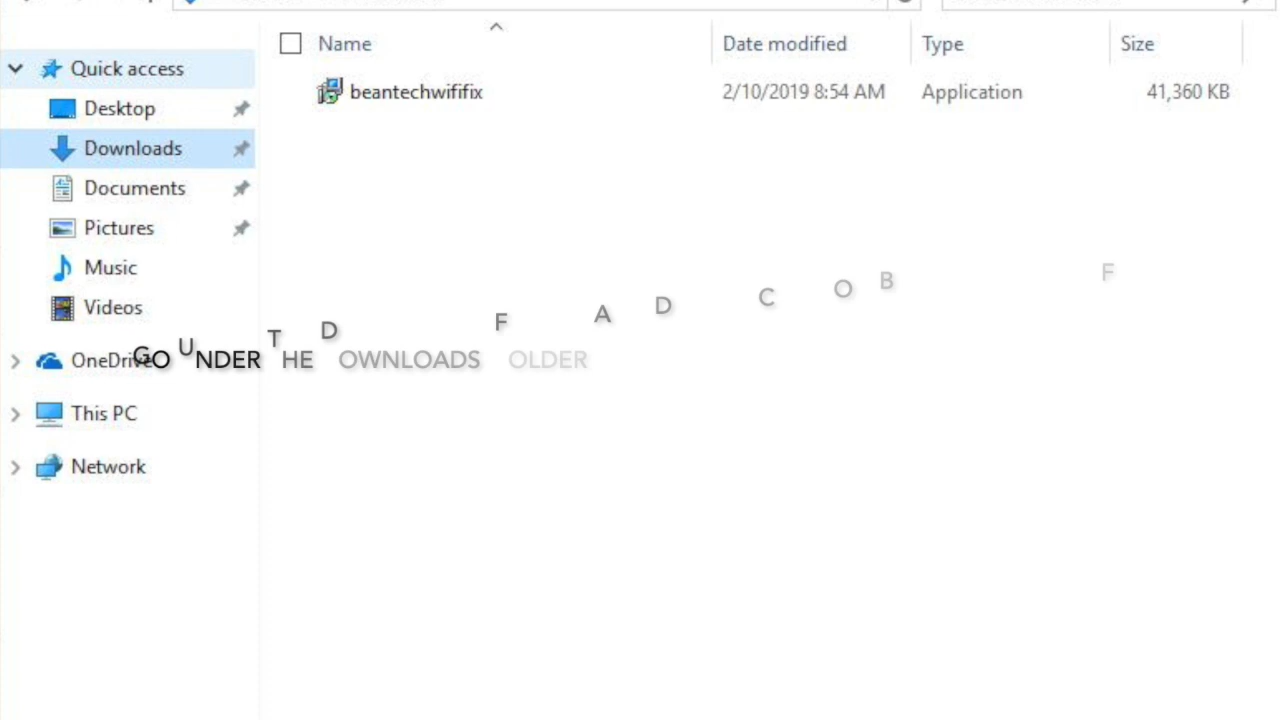 Name Date modified Type Size
Quick access
beantechwififix 2/10/2019 8:54 AM Application 41,360 KB
Desktop
Downloads
Documents
Pictures
Music
Videos
OneDrive
GO UNDER THE DOWNLOADS FOLDER
A D C O B F
This PC
Network